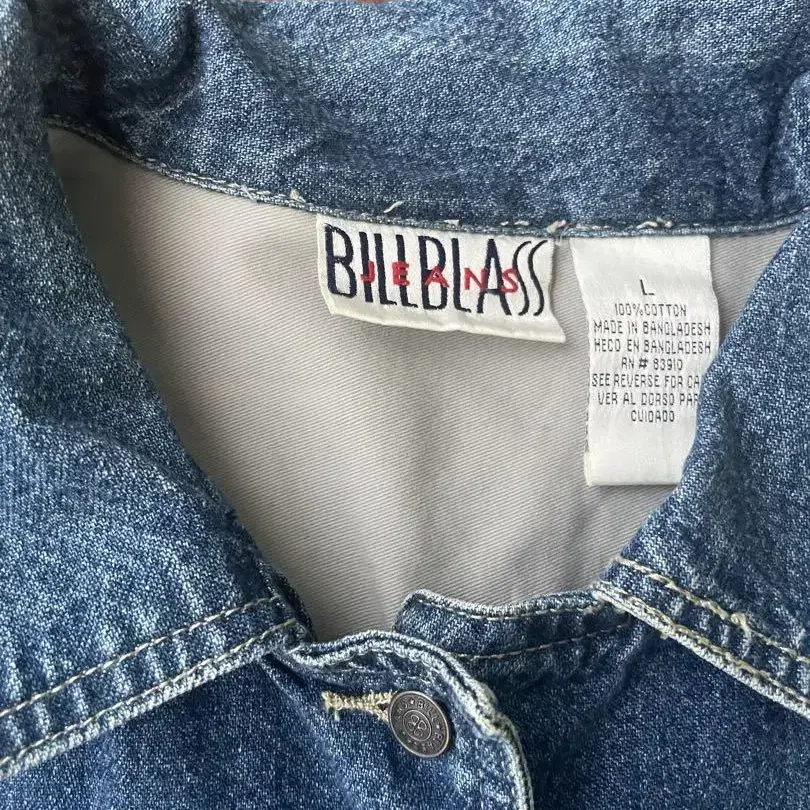 BILLBLASS
JEANS
L
100% COTTON
MADE IN BANGLADESH
HECO EN BANGLADESH
RN # 83910
SEE REVERSE FOR CA
VER AL DORSO PAR
CUIDADO